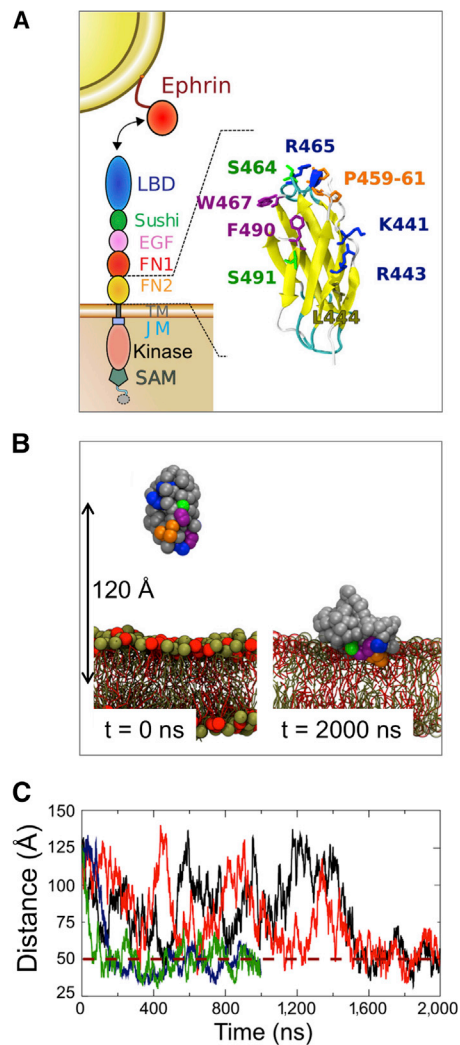 A
Ephrin
LBD
Sushi
EGF
FN1
FN2
TM
JM
Kinase
SAM
R465
S464
P459-61
W467
F490
K441
S491
R443
L444
B
120 Å
t = 0 ns
t = 2000 ns
C
Distance (Å)
150
125
100
75
50
25
0
400
800
1,200
1,600
2,000
Time (ns)